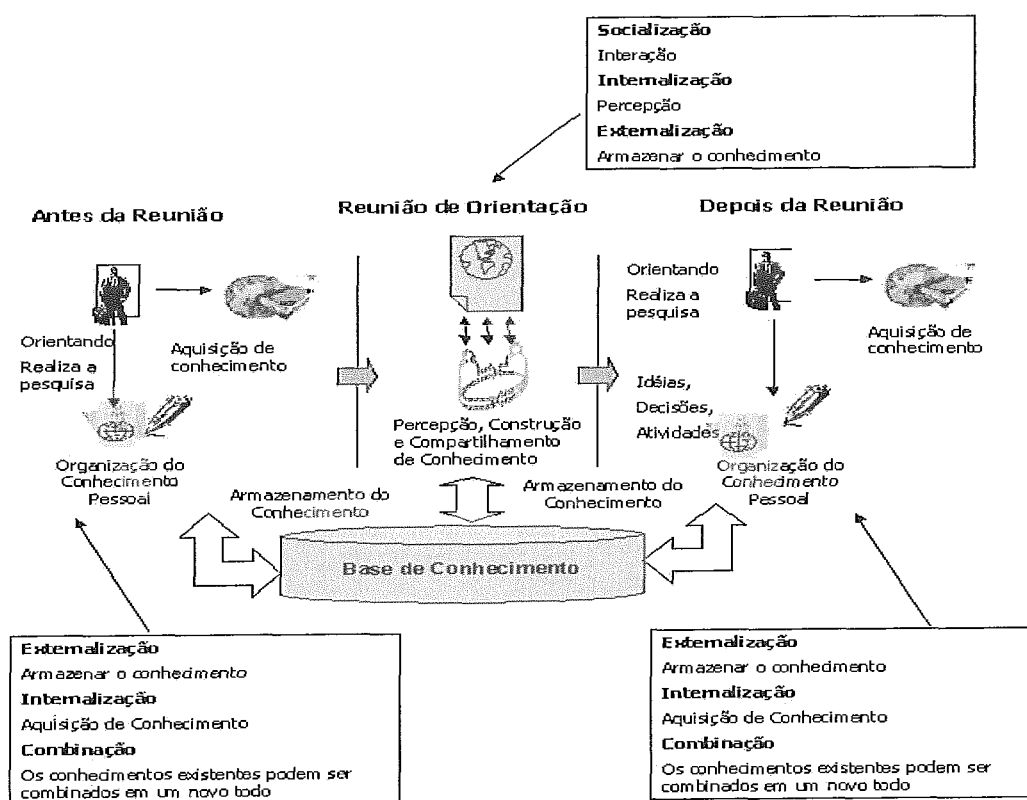 Socialização
Interação
Internalização
Percepção
Externalização
Armazenar o conhecimento
Antes da Reunião
Reunião de Orientação
Depois da Reunião
Orientando
Realiza a
pesquisa
Aquisição de
conhecimento
Organização do
Conhecimento
Pessoal
Percepção, Construção
e Compartilhamento
de Conhecimento
Orientando
Realiza a
pesquisa
Aquisição de
conhecimento
Idéias,
Decisões,
Atividades
Organização do
Conhecimento
Pessoal
Armazenamento do
Conhecimento
Armazenamento do
Conhecimento
Base de Conhecimento
Externalização
Armazenar o conhecimento
Internalização
Aquisição de Conhecimento
Combinação
Os conhecimentos existentes podem ser
combinados em um novo todo
Externalização
Armazenar o conhecimento
Internalização
Aquisição de Conhecimento
Combinação
Os conhecimentos existentes podem ser
combinados em um novo todo